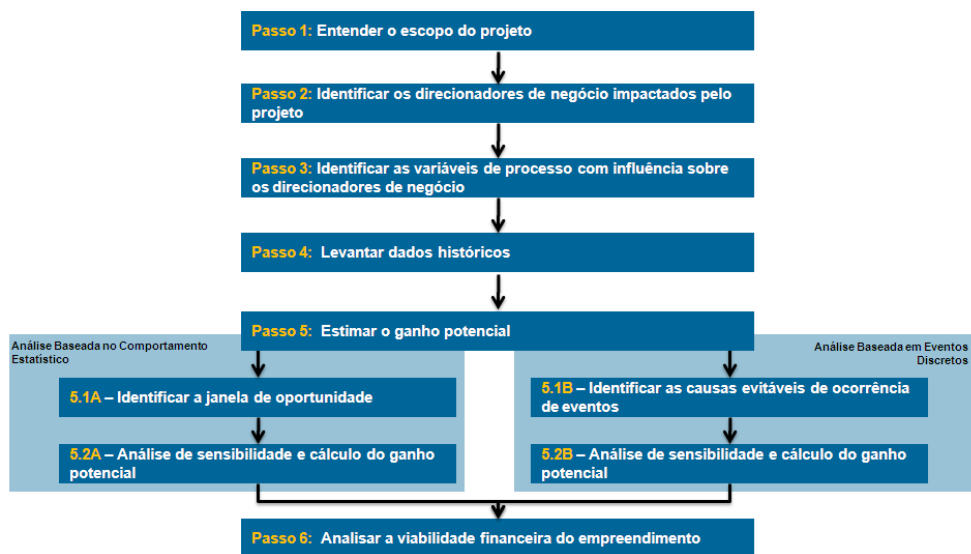 Passo 1: Entender o escopo do projeto
Passo 2: Identificar os direcionadores de negócio impactados pelo
projeto
Passo 3: Identificar as variáveis de processo com influência sobre
os direcionadores de negócio
Passo 4: Levantar dados históricos
Passo 5: Estimar o ganho potencial
Análise Baseada no Comportamento
Estatístico
5.1A – Identificar a janela de oportunidade
5.2A – Análise de sensibilidade e cálculo do ganho
potencial
Análise Baseada em Eventos
Discretos
5.1B – Identificar as causas evitáveis de ocorrência
de eventos
5.2B – Análise de sensibilidade e cálculo do ganho
potencial
Passo 6: Analisar a viabilidade financeira do empreendimento